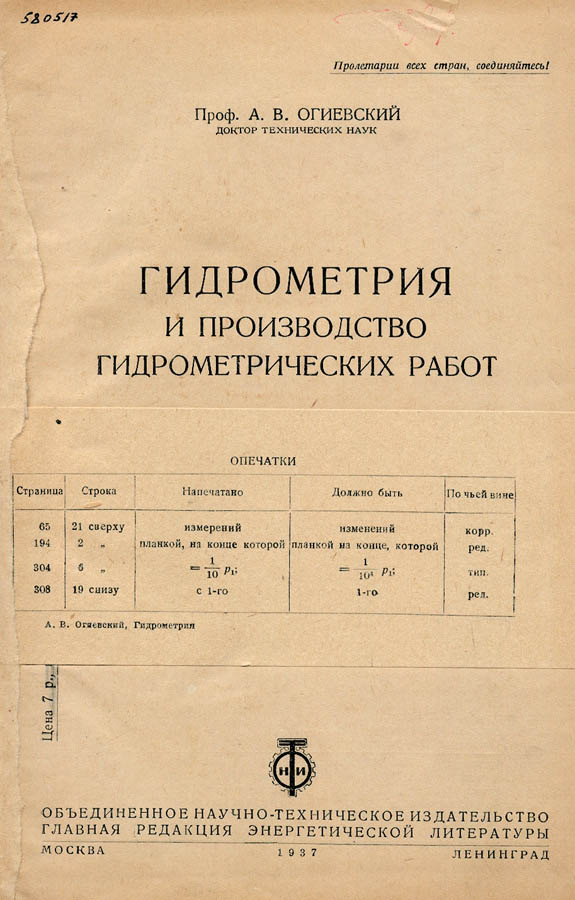 580517
Пролетарии всех стран, соединяйтесь!
Проф. А. В. ОГИЕВСКИЙ
ДОКТОР ТЕХНИЧЕСКИХ НАУК
ГИДРОМЕТРИЯ
И ПРОИЗВОДСТВО
ГИДРОМЕТРИЧЕСКИХ РАБОТ
ОПЕЧАТКИ
Страница Строка Напечатано Должно быть По чьей вине
65 21 сверху измерений изменений корр.
194 2 „ планкой, на конце которой планкой на конце, которой ред.
304 6 „ = 1/10 p₁; = 1/10⁴ p₁; тип.
308 19 снизу с 1-го 1-го ред.
А. В. Огиевский, Гидрометрия
Цена 7 р.,
НТИ
ОБЪЕДИНЕННОЕ НАУЧНО-ТЕХНИЧЕСКОЕ ИЗДАТЕЛЬСТВО
ГЛАВНАЯ РЕДАКЦИЯ ЭНЕРГЕТИЧЕСКОЙ ЛИТЕРАТУРЫ
МОСКВА 1937 ЛЕНИНГРАД